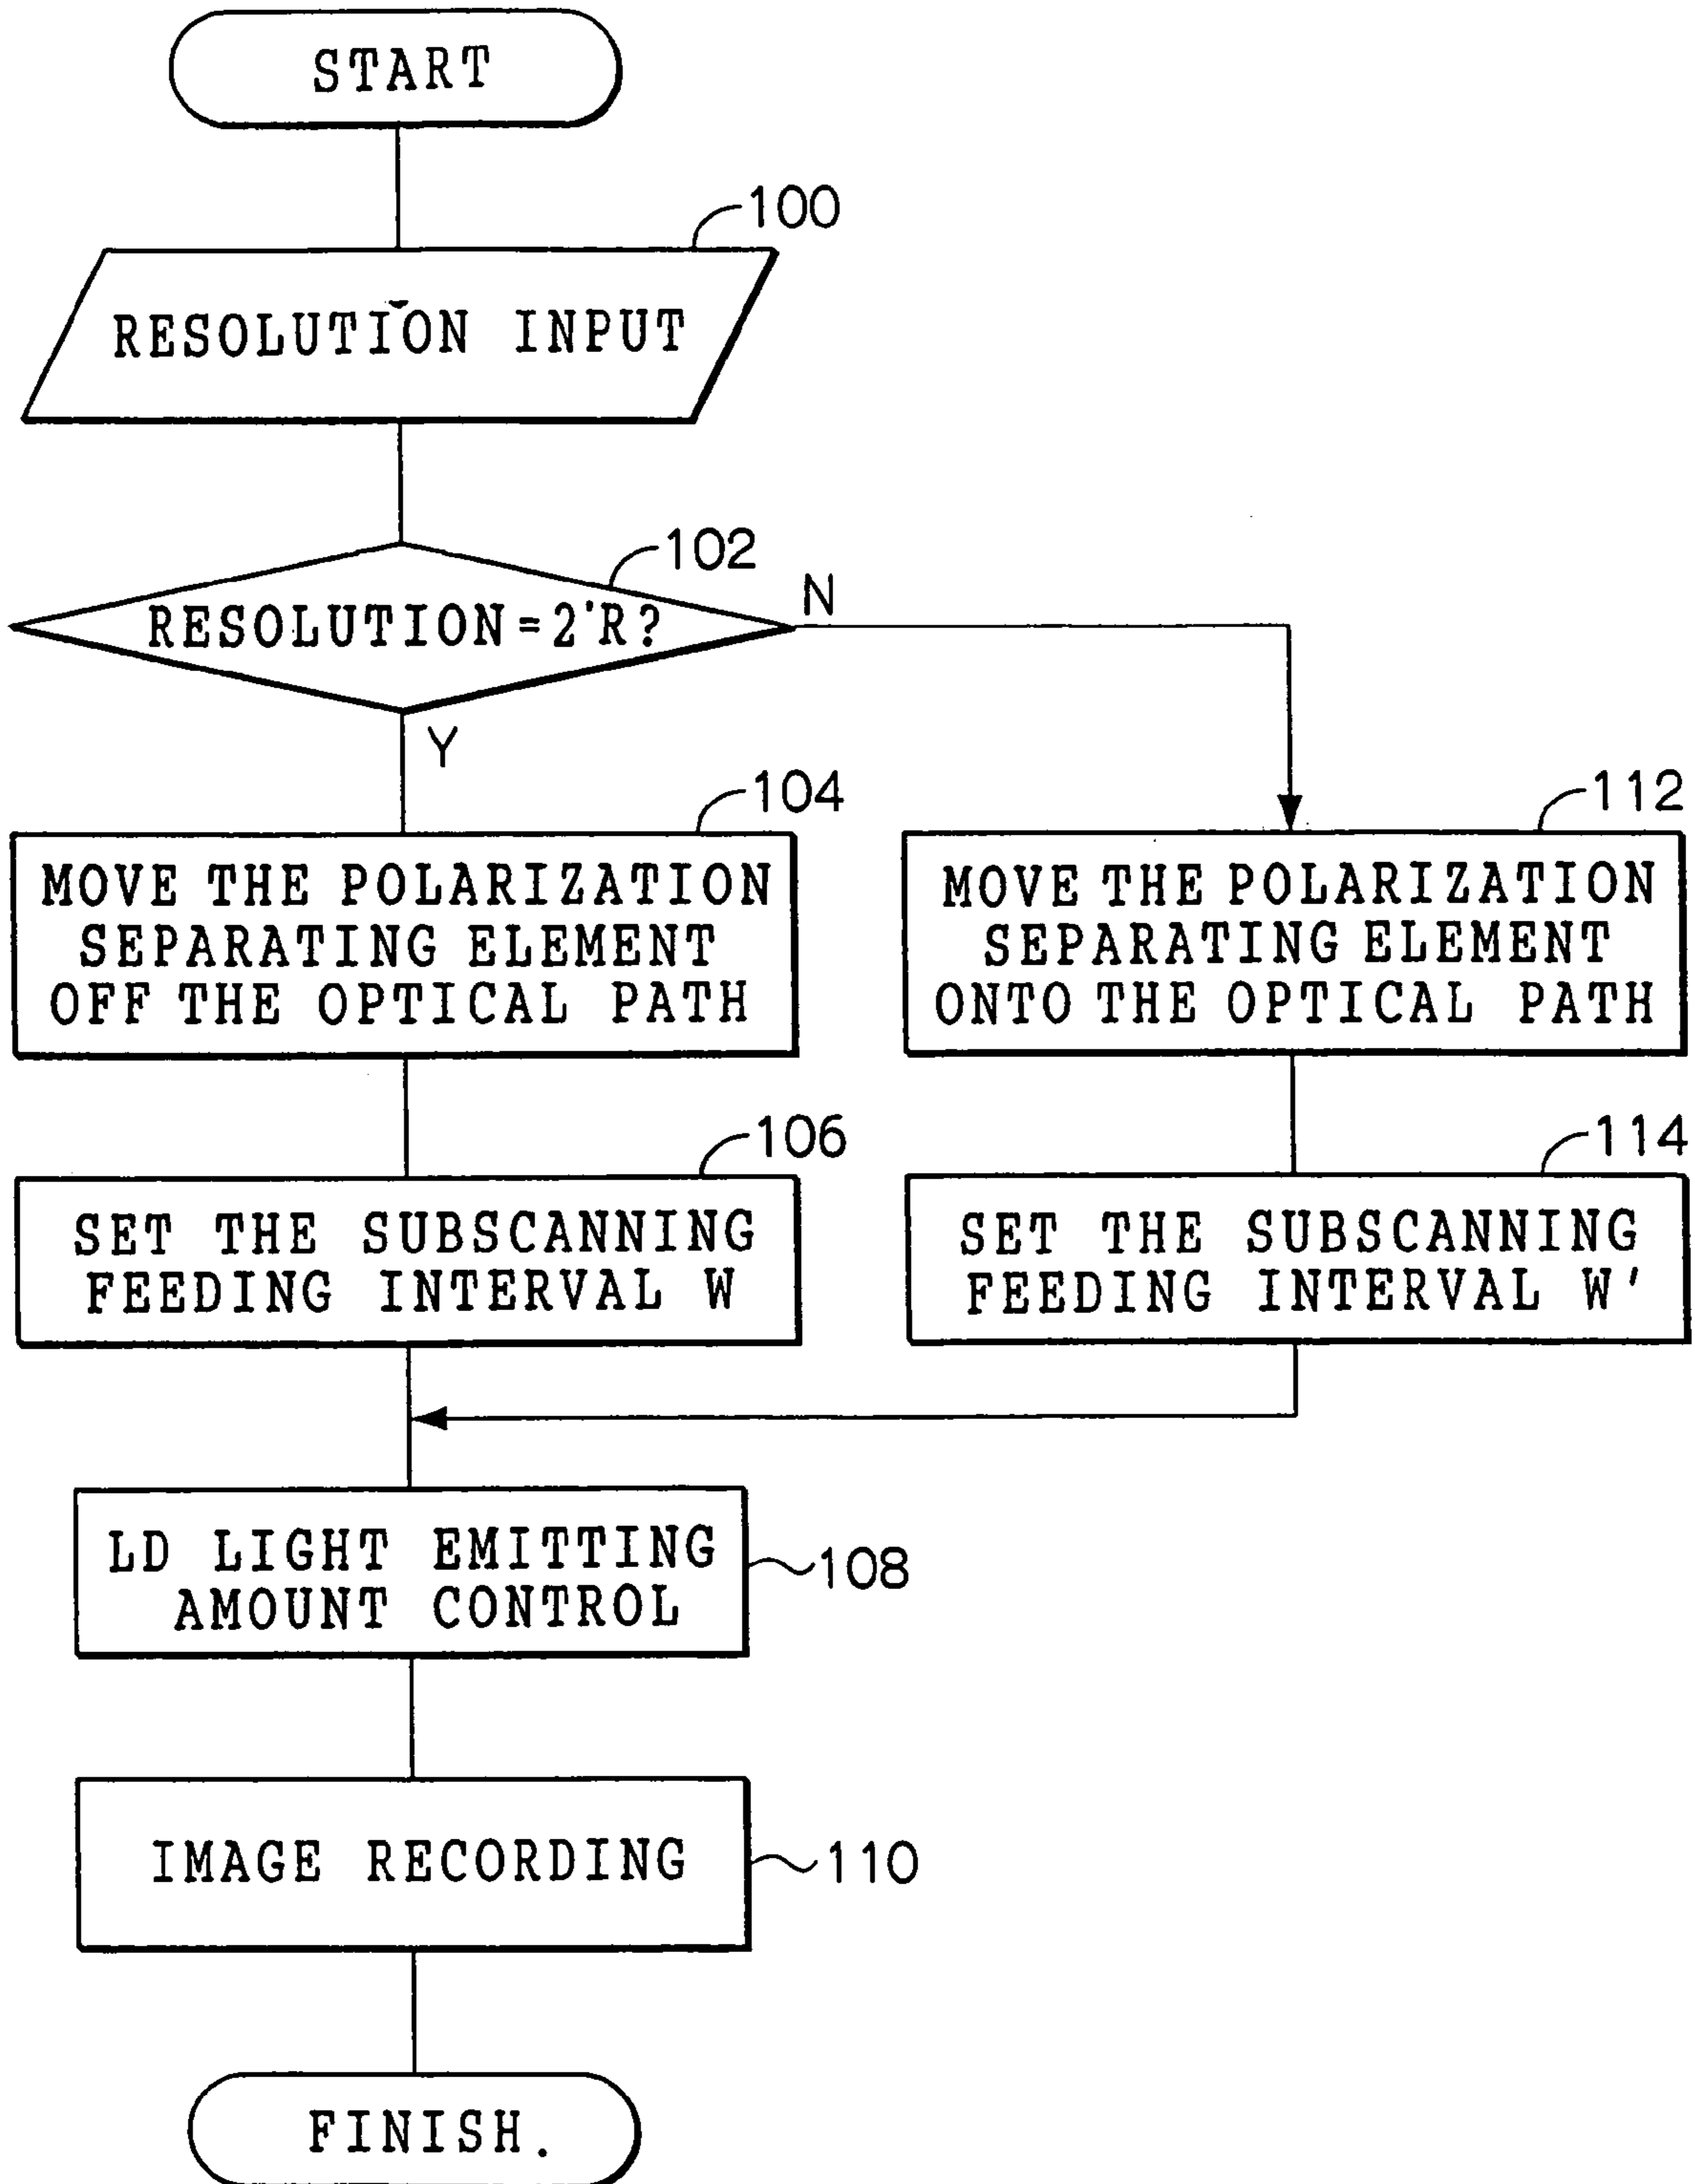 START
100
RESOLUTION INPUT
102
RESOLUTION=2'R?
N
Y
104
MOVE THE POLARIZATION
SEPARATING ELEMENT
OFF THE OPTICAL PATH
112
MOVE THE POLARIZATION
SEPARATING ELEMENT
ONTO THE OPTICAL PATH
106
SET THE SUBSCANNING
FEEDING INTERVAL W
114
SET THE SUBSCANNING
FEEDING INTERVAL W'
LD LIGHT EMITTING
AMOUNT CONTROL
108
IMAGE RECORDING
110
FINISH.